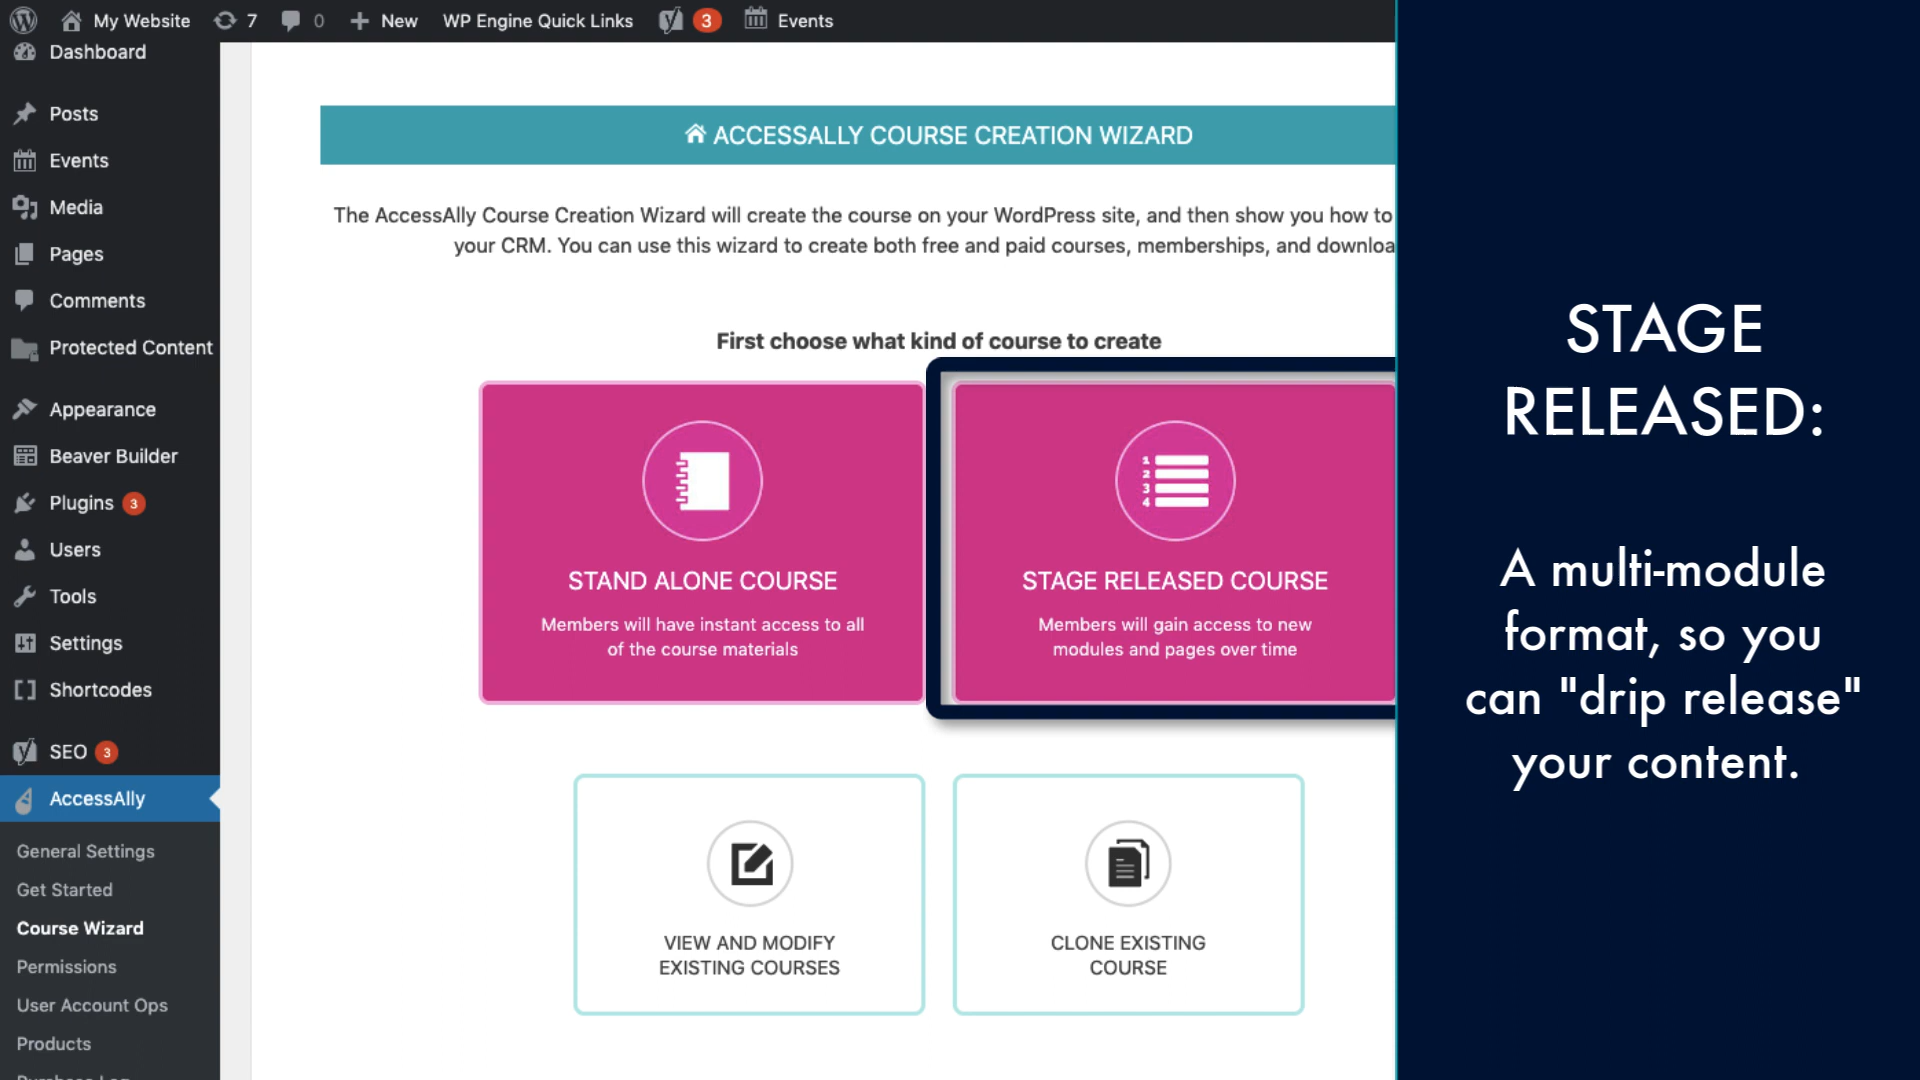 My Website
7
0
New
WP Engine Quick Links
3
Events
Dashboard
Posts
Events
Media
Pages
Comments
Protected Content
Appearance
Beaver Builder
Plugins 3
Users
Tools
Settings
Shortcodes
SEO 3
AccessAlly
General Settings
Get Started
Course Wizard
Permissions
User Account Ops
Products
ACCESSALLY COURSE CREATION WIZARD
The AccessAlly Course Creation Wizard will create the course on your WordPress site, and then show you how to
your CRM. You can use this wizard to create both free and paid courses, memberships, and downloa
First choose what kind of course to create
STAND ALONE COURSE
Members will have instant access to all
of the course materials
1
2
3
4
STAGE RELEASED COURSE
Members will gain access to new
modules and pages over time
VIEW AND MODIFY
EXISTING COURSES
CLONE EXISTING
COURSE
STAGE
RELEASED:
A multi-module
format, so you
can "drip release"
your content.